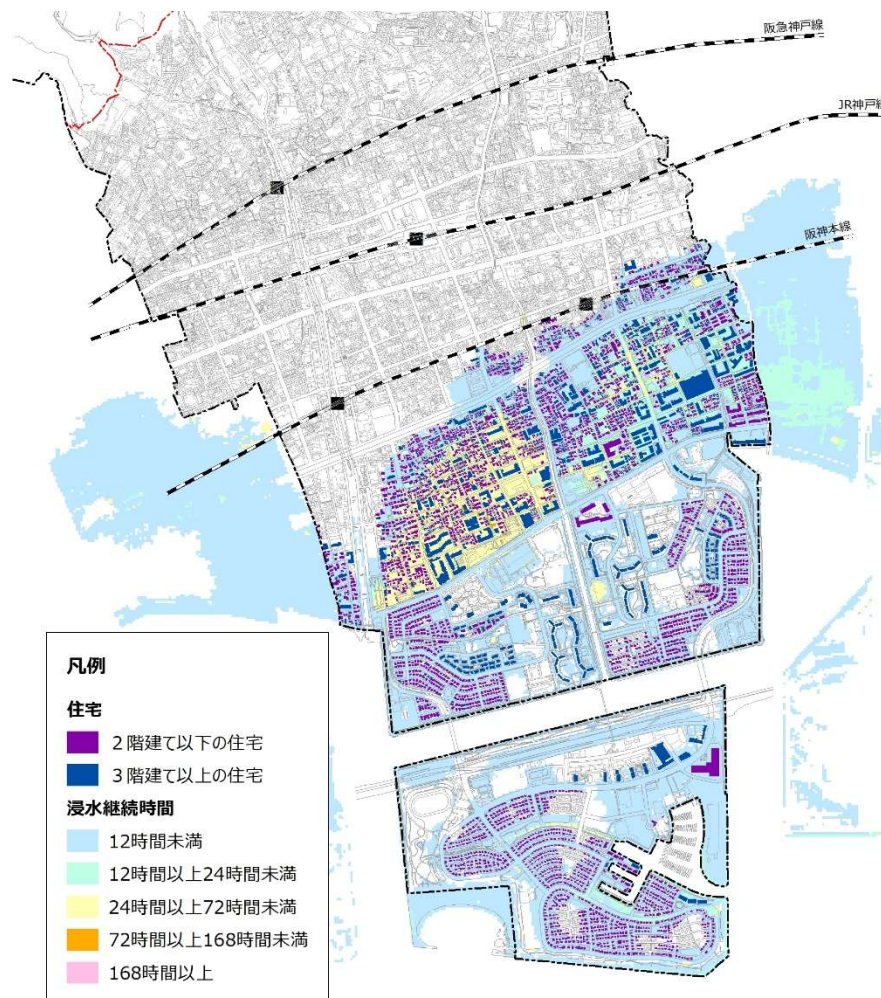 阪急神戸線
JR神戸線
阪神本線
凡例
住宅
2階建て以下の住宅
3階建て以上の住宅
浸水継続時間
12時間未満
12時間以上24時間未満
24時間以上72時間未満
72時間以上168時間未満
168時間以上